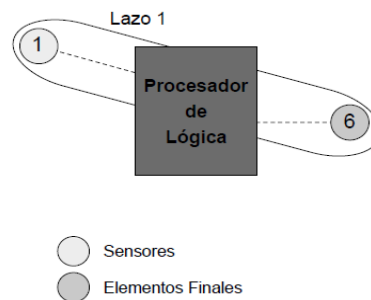 Lazo 1
1
Procesador
de
Lógica
6
Sensores
Elementos Finales